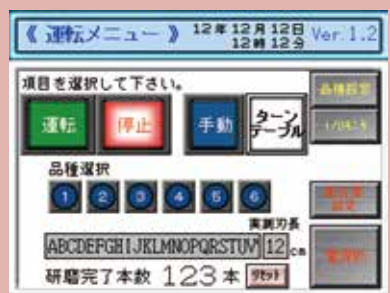 《 運転メニュー 》 12年12月12日 Ver.1.2
12時12分
項目を選択して下さい。
運転 停止 手動 ターンテーブル
品種選択
1 2 3 4 5 6
実測刃長
ABCDEFGHIJKLMNOPQRSTUVW 12 cm
研磨完了本数 123 本 リセット
品種設定